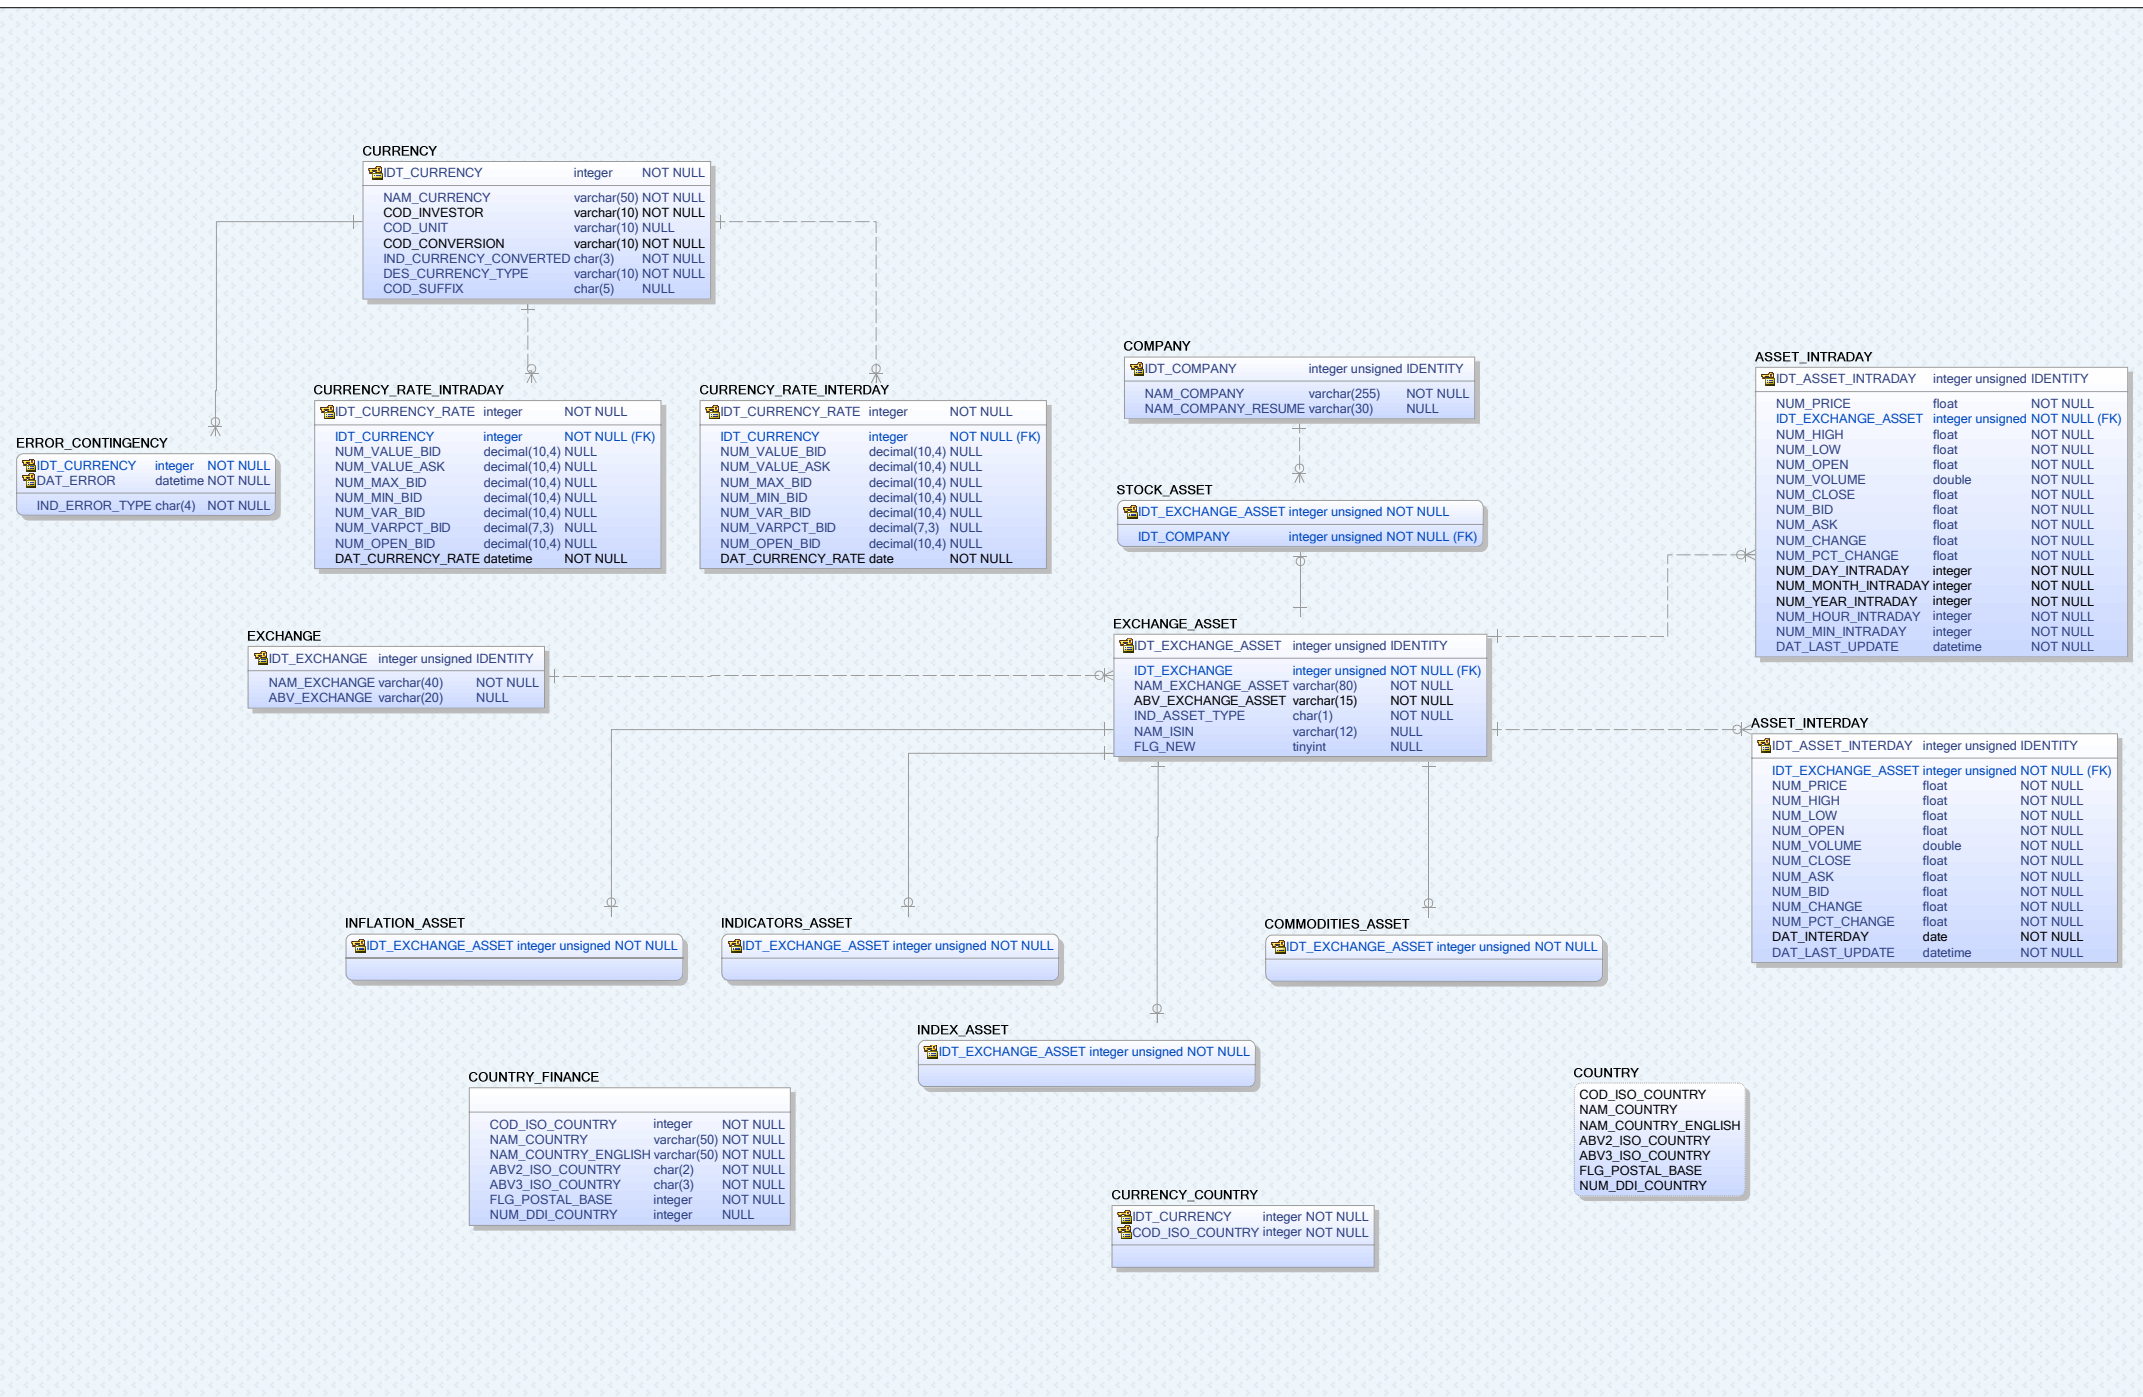 CURRENCY
IDT_CURRENCY integer NOT NULL
NAM_CURRENCY varchar(50) NOT NULL
COD_INVESTOR varchar(10) NOT NULL
COD_UNIT varchar(10) NULL
COD_CONVERSION varchar(10) NOT NULL
IND_CURRENCY_CONVERTED char(3) NOT NULL
DES_CURRENCY_TYPE varchar(10) NOT NULL
COD_SUFFIX char(5) NULL
ERROR_CONTINGENCY
IDT_CURRENCY integer NOT NULL
DAT_ERROR datetime NOT NULL
IND_ERROR_TYPE char(4) NOT NULL
CURRENCY_RATE_INTRADAY
IDT_CURRENCY_RATE integer NOT NULL
IDT_CURRENCY integer NOT NULL (FK)
NUM_VALUE_BID decimal(10,4) NULL
NUM_VALUE_ASK decimal(10,4) NULL
NUM_MAX_BID decimal(10,4) NULL
NUM_MIN_BID decimal(10,4) NULL
NUM_VAR_BID decimal(10,4) NULL
NUM_VARPCT_BID decimal(7,3) NULL
NUM_OPEN_BID decimal(10,4) NULL
DAT_CURRENCY_RATE datetime NOT NULL
CURRENCY_RATE_INTERDAY
IDT_CURRENCY_RATE integer NOT NULL
IDT_CURRENCY integer NOT NULL (FK)
NUM_VALUE_BID decimal(10,4) NULL
NUM_VALUE_ASK decimal(10,4) NULL
NUM_MAX_BID decimal(10,4) NULL
NUM_MIN_BID decimal(10,4) NULL
NUM_VAR_BID decimal(10,4) NULL
NUM_VARPCT_BID decimal(7,3) NULL
NUM_OPEN_BID decimal(10,4) NULL
DAT_CURRENCY_RATE date NOT NULL
COMPANY
IDT_COMPANY integer unsigned IDENTITY
NAM_COMPANY varchar(255) NOT NULL
NAM_COMPANY_RESUME varchar(30) NULL
STOCK_ASSET
IDT_EXCHANGE_ASSET integer unsigned NOT NULL
IDT_COMPANY integer unsigned NOT NULL (FK)
ASSET_INTRADAY
IDT_ASSET_INTRADAY integer unsigned IDENTITY
NUM_PRICE float NOT NULL
IDT_EXCHANGE_ASSET integer unsigned NOT NULL (FK)
NUM_HIGH float NOT NULL
NUM_LOW float NOT NULL
NUM_OPEN float NOT NULL
NUM_VOLUME double NOT NULL
NUM_CLOSE float NOT NULL
NUM_BID float NOT NULL
NUM_ASK float NOT NULL
NUM_CHANGE float NOT NULL
NUM_PCT_CHANGE float NOT NULL
NUM_DAY_INTRADAY integer NOT NULL
NUM_MONTH_INTRADAY integer NOT NULL
NUM_YEAR_INTRADAY integer NOT NULL
NUM_HOUR_INTRADAY integer NOT NULL
NUM_MIN_INTRADAY integer NOT NULL
DAT_LAST_UPDATE datetime NOT NULL
EXCHANGE
IDT_EXCHANGE integer unsigned IDENTITY
NAM_EXCHANGE varchar(40) NOT NULL
ABV_EXCHANGE varchar(20) NULL
EXCHANGE_ASSET
IDT_EXCHANGE_ASSET integer unsigned IDENTITY
IDT_EXCHANGE integer unsigned NOT NULL (FK)
NAM_EXCHANGE_ASSET varchar(80) NOT NULL
ABV_EXCHANGE_ASSET varchar(15) NOT NULL
IND_ASSET_TYPE char(1) NOT NULL
NAM_ISIN varchar(12) NULL
FLG_NEW tinyint NULL
ASSET_INTERDAY
IDT_ASSET_INTERDAY integer unsigned IDENTITY
IDT_EXCHANGE_ASSET integer unsigned NOT NULL (FK)
NUM_PRICE float NOT NULL
NUM_HIGH float NOT NULL
NUM_LOW float NOT NULL
NUM_OPEN float NOT NULL
NUM_VOLUME double NOT NULL
NUM_CLOSE float NOT NULL
NUM_ASK float NOT NULL
NUM_BID float NOT NULL
NUM_CHANGE float NOT NULL
NUM_PCT_CHANGE float NOT NULL
DAT_INTERDAY date NOT NULL
DAT_LAST_UPDATE datetime NOT NULL
INFLATION_ASSET
IDT_EXCHANGE_ASSET integer unsigned NOT NULL
INDICATORS_ASSET
IDT_EXCHANGE_ASSET integer unsigned NOT NULL
COMMODITIES_ASSET
IDT_EXCHANGE_ASSET integer unsigned NOT NULL
INDEX_ASSET
IDT_EXCHANGE_ASSET integer unsigned NOT NULL
COUNTRY_FINANCE
COD_ISO_COUNTRY integer NOT NULL
NAM_COUNTRY varchar(50) NOT NULL
NAM_COUNTRY_ENGLISH varchar(50) NOT NULL
ABV2_ISO_COUNTRY char(2) NOT NULL
ABV3_ISO_COUNTRY char(3) NOT NULL
FLG_POSTAL_BASE integer NOT NULL
NUM_DDI_COUNTRY integer NULL
COUNTRY
COD_ISO_COUNTRY
NAM_COUNTRY
NAM_COUNTRY_ENGLISH
ABV2_ISO_COUNTRY
ABV3_ISO_COUNTRY
FLG_POSTAL_BASE
NUM_DDI_COUNTRY
CURRENCY_COUNTRY
IDT_CURRENCY integer NOT NULL
COD_ISO_COUNTRY integer NOT NULL